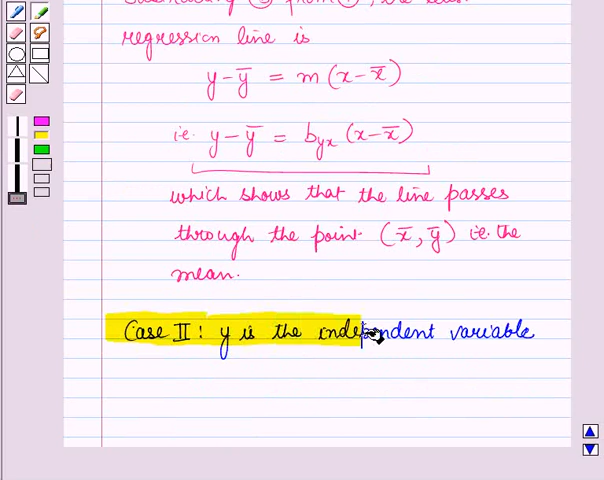 regression line is
y - ȳ = m (x - x̄)
i.e. y - ȳ = b_yx (x - x̄)
which shows that the line passes
through the point (x̄, ȳ) i.e. the
mean.
Case II : y is the independent variable